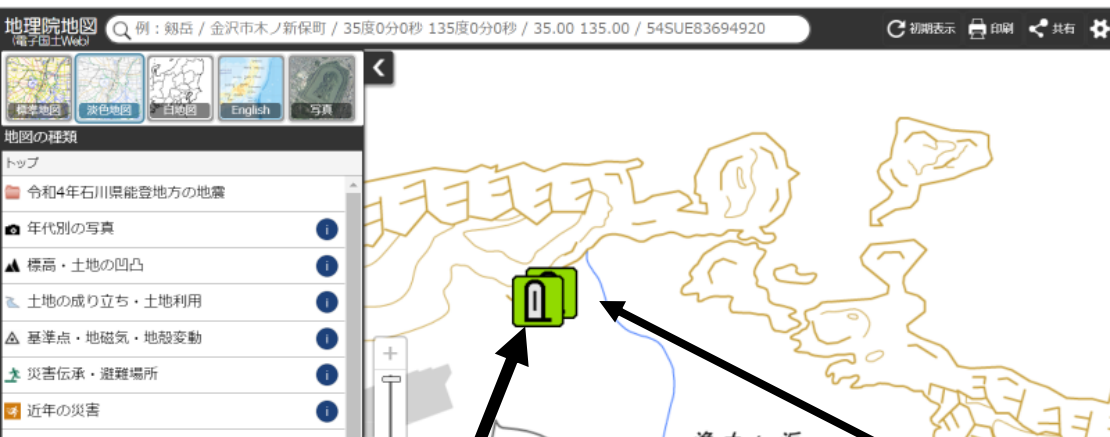 地理院地図
(電子国土Web)
例：剱岳 / 金沢市木ノ新保町 / 35度0分0秒 135度0分0秒 / 35.00 135.00 / 54SUE83694920
初期表示
印刷
共有
標準地図
淡色地図
白地図
English
写真
地図の種類
トップ
令和4年石川県能登地方の地震
年代別の写真
標高・土地の凹凸
土地の成り立ち・土地利用
基準点・地磁気・地殻変動
災害伝承・避難場所
近年の災害